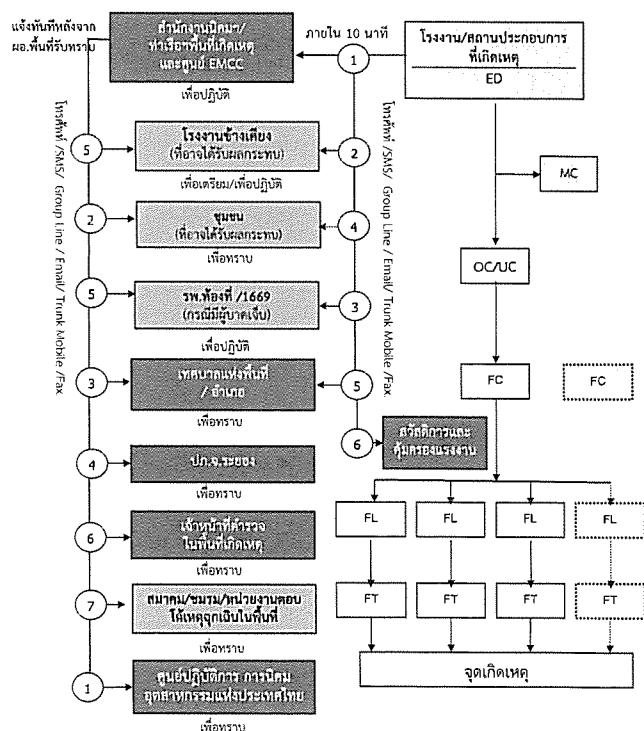 แจ้งทันทีหลังจาก
ผอ.พื้นที่รับทราบ
สำนักงานนิคมฯ/
ท่าเรือฯพื้นที่เกิดเหตุ
และศูนย์ EMCC
เพื่อปฏิบัติ
ภายใน 10 นาที
1
โรงงาน/สถานประกอบการ
ที่เกิดเหตุ
ED
โทรศัพท์ /SMS/ Group Line / Email/ Trunk Mobile /Fax
โทรศัพท์ /SMS/ Group Line / Email/ Trunk Mobile /Fax
5
โรงงานข้างเคียง
(ที่อาจได้รับผลกระทบ)
2
เพื่อเตรียม/เพื่อปฏิบัติ
MC
2
ชุมชน
(ที่อาจได้รับผลกระทบ)
4
เพื่อทราบ
OC/UC
5
รพ.ท้องที่ /1669
(กรณีมีผู้บาดเจ็บ)
3
เพื่อปฏิบัติ
3
เทศบาลแห่งพื้นที่
/ อำเภอ
5
เพื่อทราบ
FC
FC
6
สวัสดิการและ
คุ้มครองแรงงาน
4
ปภ.จ.ระยอง
เพื่อทราบ
FL
FL
FL
FL
6
เจ้าหน้าที่ตำรวจ
ในพื้นที่เกิดเหตุ
เพื่อทราบ
FT
FT
FT
FT
7
สมาคม/ชมรม/หน่วยงานตอบ
โต้เหตุฉุกเฉินในพื้นที่
เพื่อทราบ
จุดเกิดเหตุ
1
ศูนย์ปฏิบัติการ การนิคม
อุตสาหกรรมแห่งประเทศไทย
เพื่อทราบ